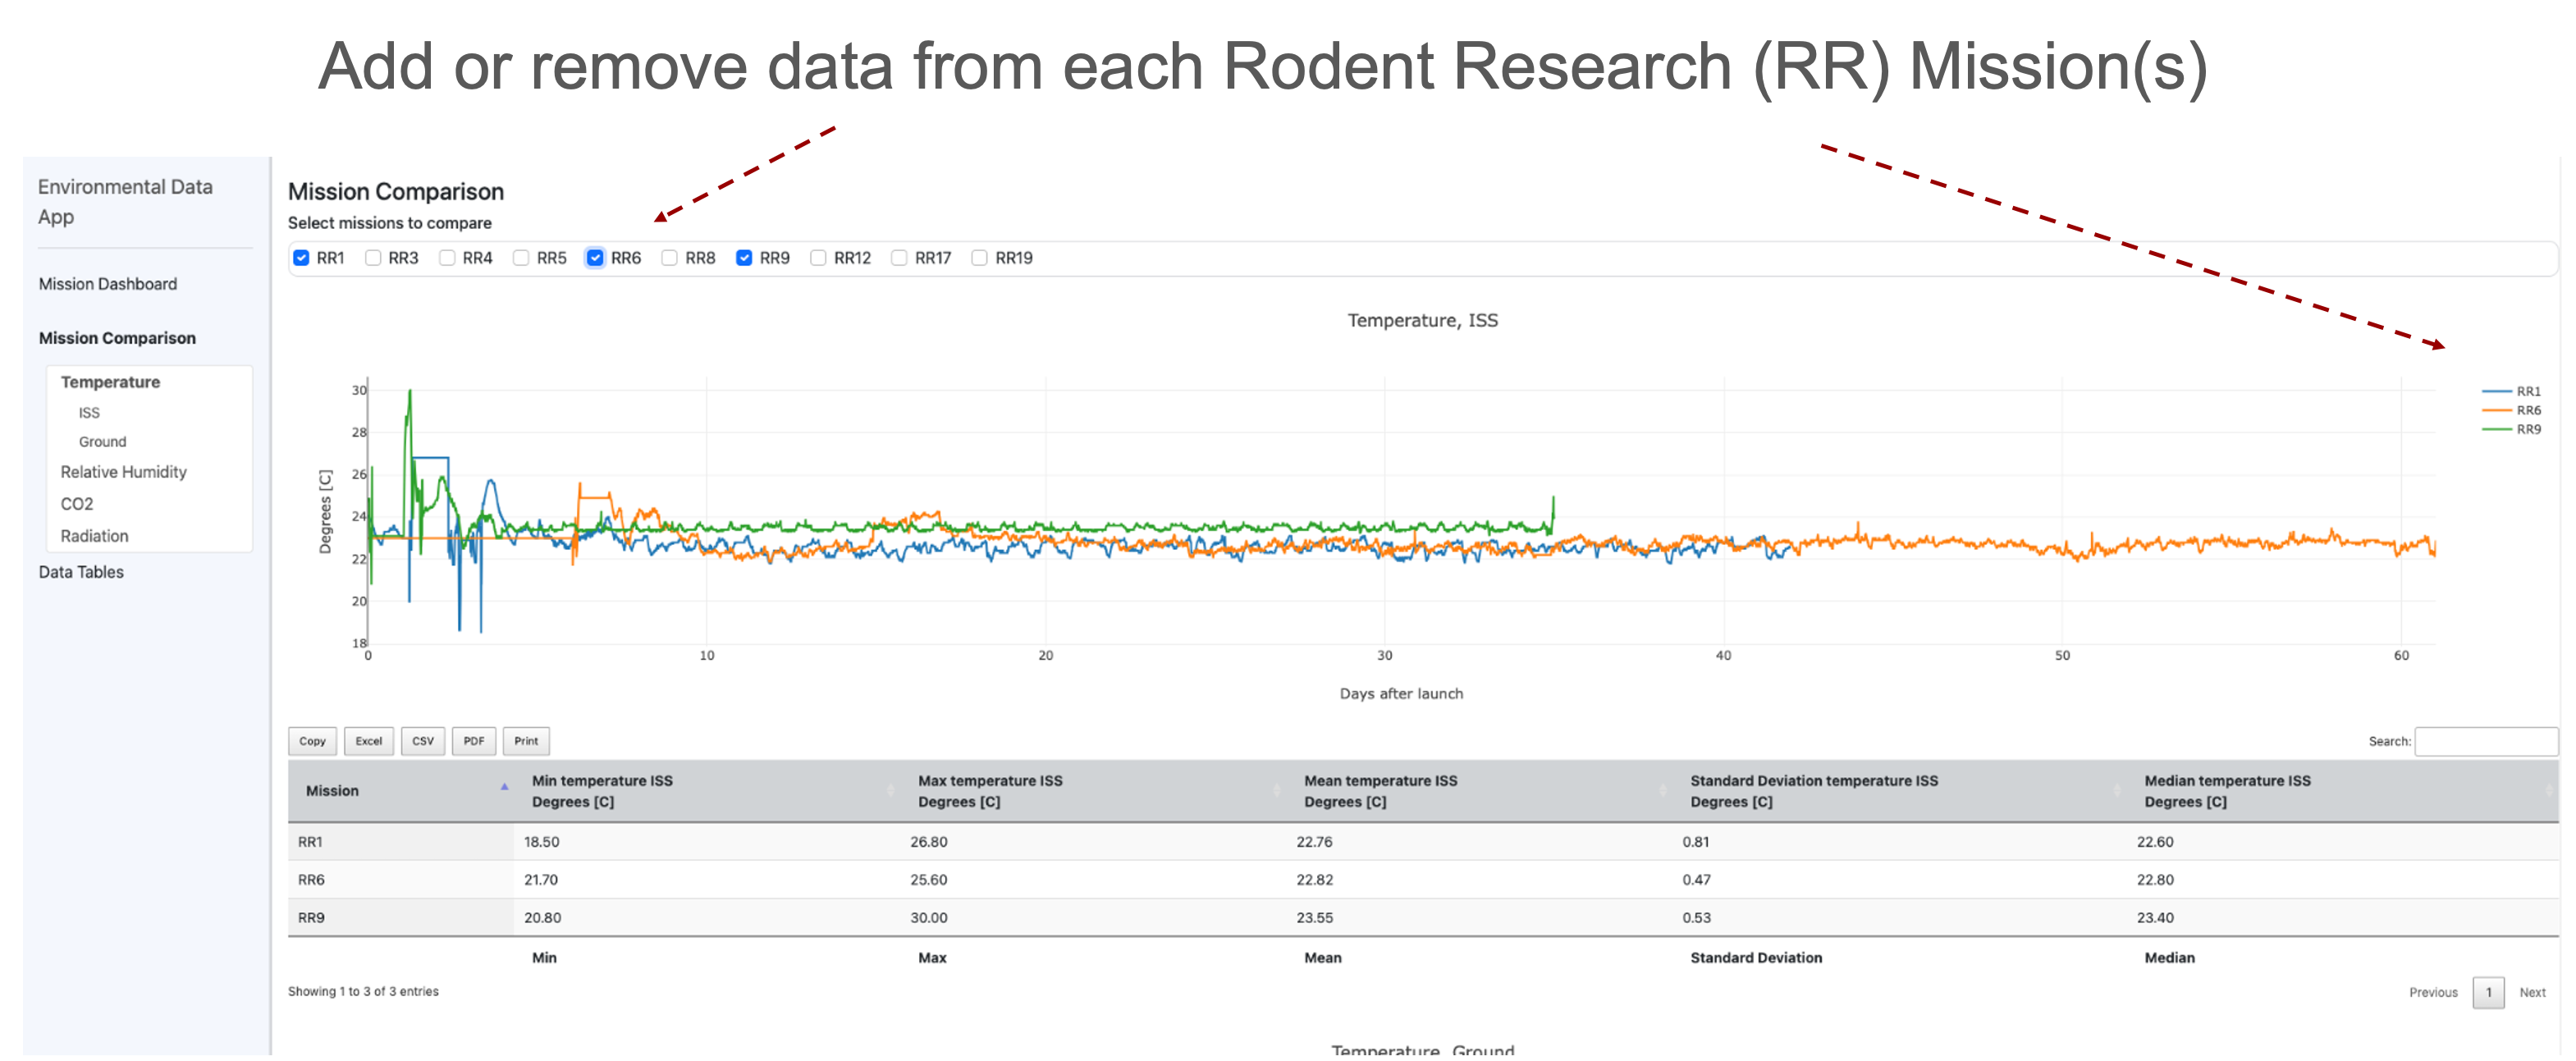 Add or remove data from each Rodent Research (RR) Mission(s)
Environmental Data
App
Mission Dashboard
Mission Comparison
Temperature
ISS
Ground
Relative Humidity
CO2
Radiation
Data Tables
Mission Comparison
Select missions to compare
RR1 RR3 RR4 RR5 RR6 RR8 RR9 RR12 RR17 RR19
Temperature, ISS
Degrees [C]
30
28
26
24
22
20
18
0 10 20 30 40 50 60
Days after launch
RR1
RR6
RR9
Copy Excel CSV PDF Print
Search:
Mission
Min temperature ISS
Degrees [C]
Max temperature ISS
Degrees [C]
Mean temperature ISS
Degrees [C]
Standard Deviation temperature ISS
Degrees [C]
Median temperature ISS
Degrees [C]
RR1 18.50 26.80 22.76 0.81 22.60
RR6 21.70 25.60 22.82 0.47 22.80
RR9 20.80 30.00 23.55 0.53 23.40
Min Max Mean Standard Deviation Median
Showing 1 to 3 of 3 entries
Previous 1 Next
Temperature, Ground